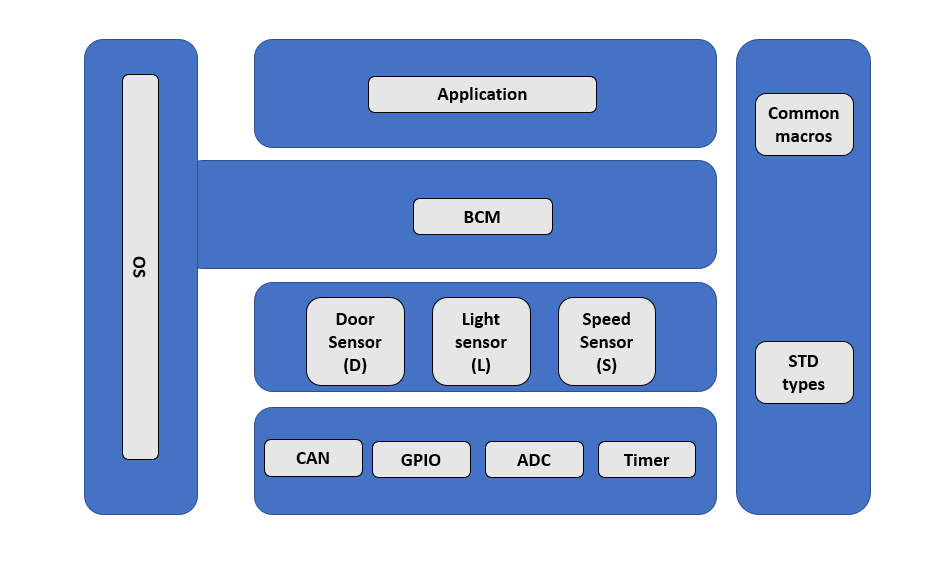 OS
Application
BCM
Door
Sensor
(D)
Light
sensor
(L)
Speed
Sensor
(S)
CAN
GPIO
ADC
Timer
Common
macros
STD
types